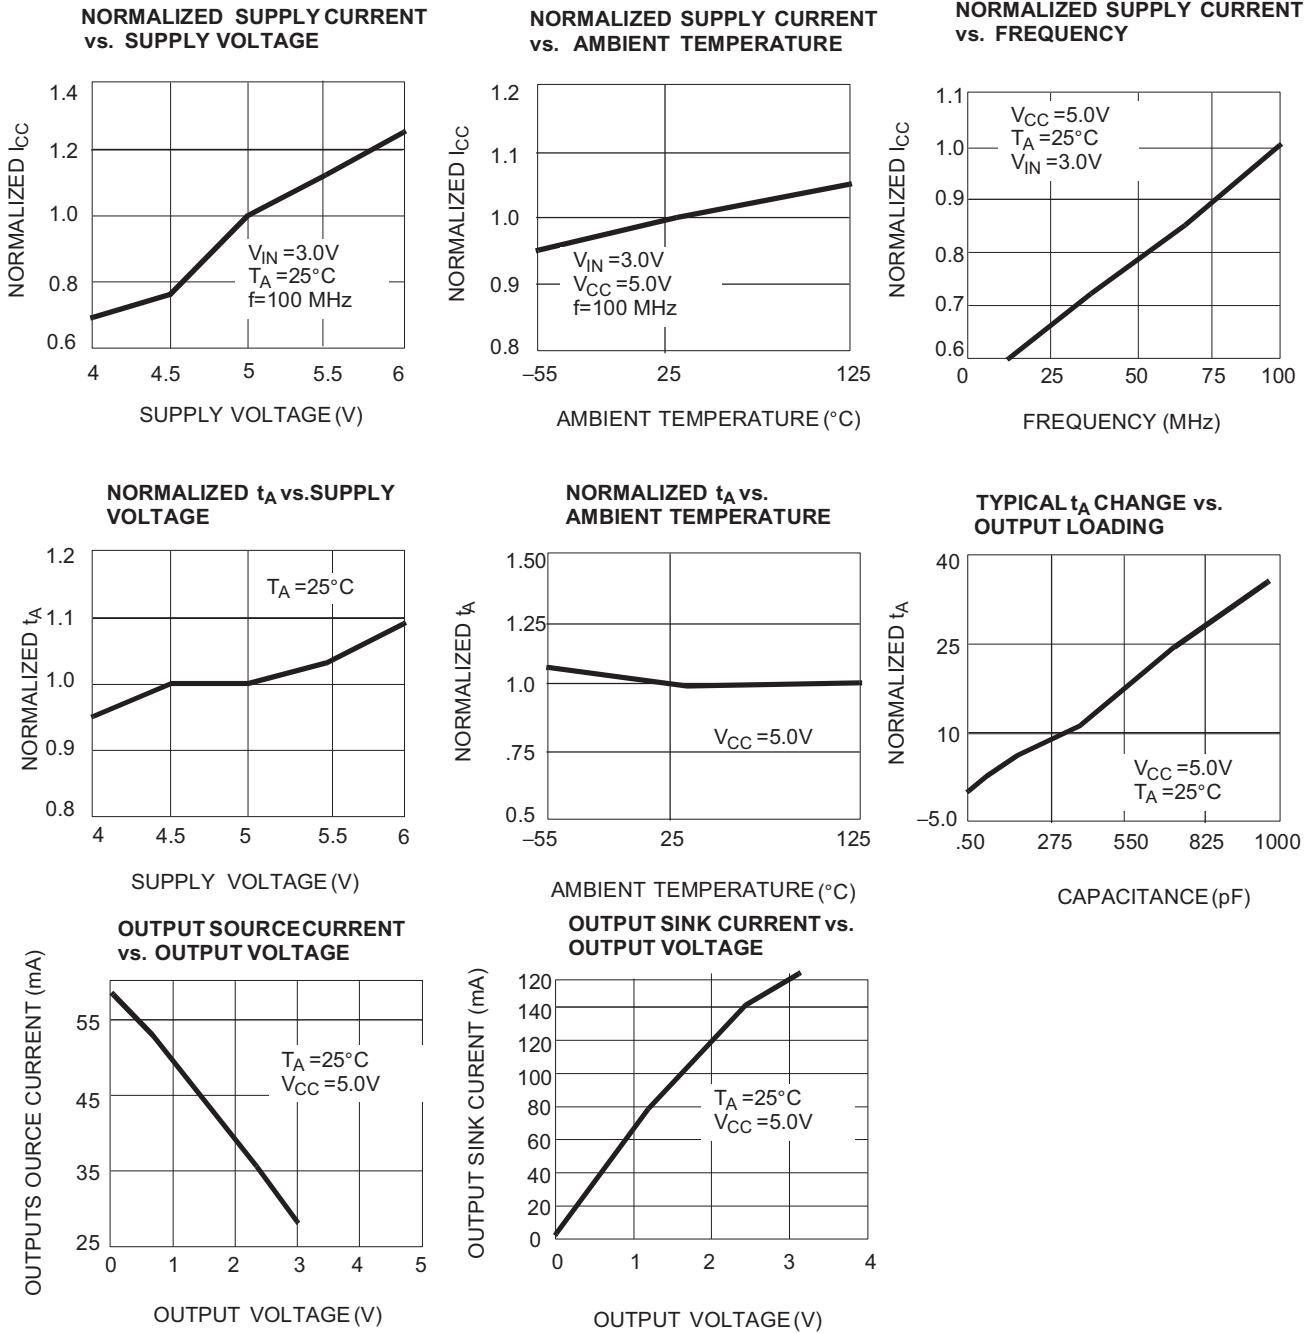 NORMALIZED SUPPLY CURRENT
vs. SUPPLY VOLTAGE
1.4
1.2
1.0
0.8
0.6
NORMALIZED ICC
VIN =3.0V
TA =25°C
f=100 MHz
4 4.5 5 5.5 6
SUPPLY VOLTAGE (V)
NORMALIZED SUPPLY CURRENT
vs. AMBIENT TEMPERATURE
1.2
1.1
1.0
0.9
0.8
NORMALIZED ICC
VIN =3.0V
VCC =5.0V
f=100 MHz
–55 25 125
AMBIENT TEMPERATURE (°C)
NORMALIZED SUPPLY CURRENT
vs. FREQUENCY
1.1
1.0
0.9
0.8
0.7
0.6
NORMALIZED ICC
VCC =5.0V
TA =25°C
VIN =3.0V
0 25 50 75 100
FREQUENCY (MHz)
NORMALIZED tA vs.SUPPLY
VOLTAGE
1.2
1.1
1.0
0.9
0.8
NORMALIZED tA
TA =25°C
4 4.5 5 5.5 6
SUPPLY VOLTAGE (V)
NORMALIZED tA vs.
AMBIENT TEMPERATURE
1.50
1.25
1.0
.75
0.5
NORMALIZED tA
VCC =5.0V
–55 25 125
AMBIENT TEMPERATURE (°C)
TYPICAL tA CHANGE vs.
OUTPUT LOADING
40
25
10
–5.0
NORMALIZED tA
VCC =5.0V
TA =25°C
.50 275 550 825 1000
CAPACITANCE (pF)
OUTPUT SOURCE CURRENT
vs. OUTPUT VOLTAGE
55
45
35
25
OUTPUTS OURCE CURRENT (mA)
TA =25°C
VCC =5.0V
0 1 2 3 4 5
OUTPUT VOLTAGE (V)
OUTPUT SINK CURRENT vs.
OUTPUT VOLTAGE
120
140
120
100
80
60
40
20
0
OUTPUT SINK CURENT (mA)
TA =25°C
VCC =5.0V
0 1 2 3 4
OUTPUT VOLTAGE (V)